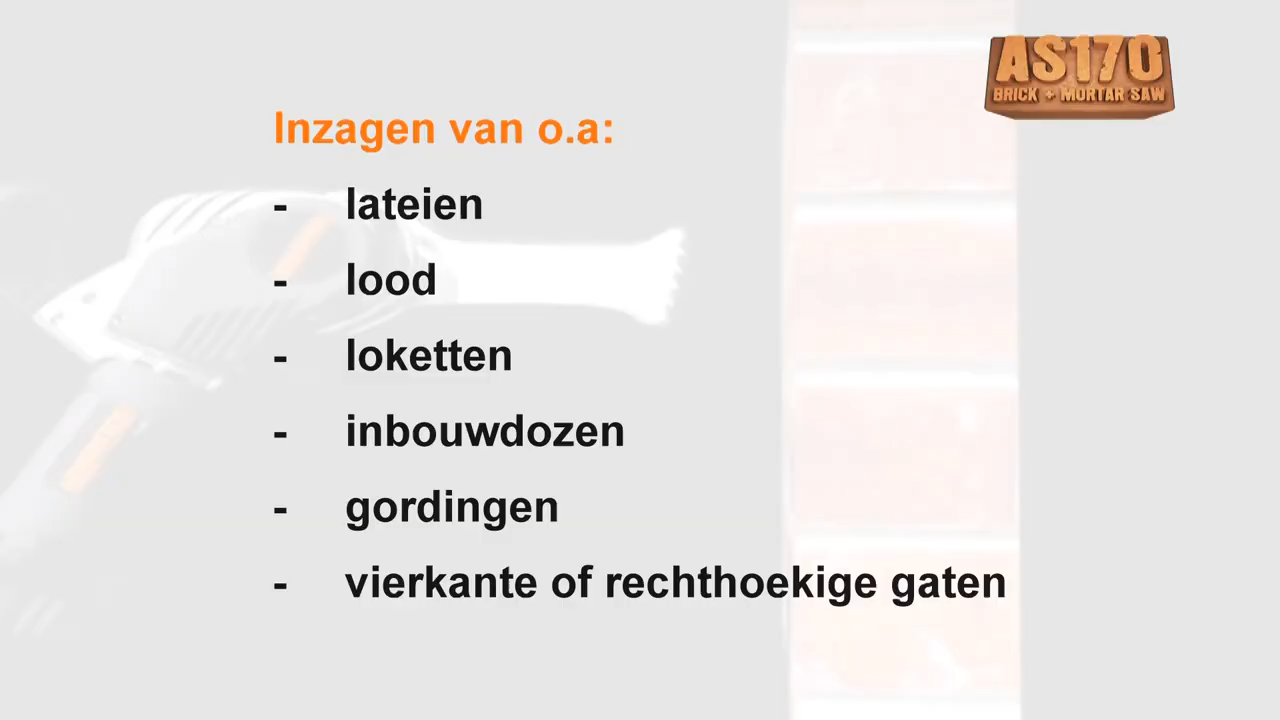 AS170
BRICK + MORTAR SAW
Inzagen van o.a:
- lateien
- lood
- loketten
- inbouwdozen
- gordingen
- vierkante of rechthoekige gaten